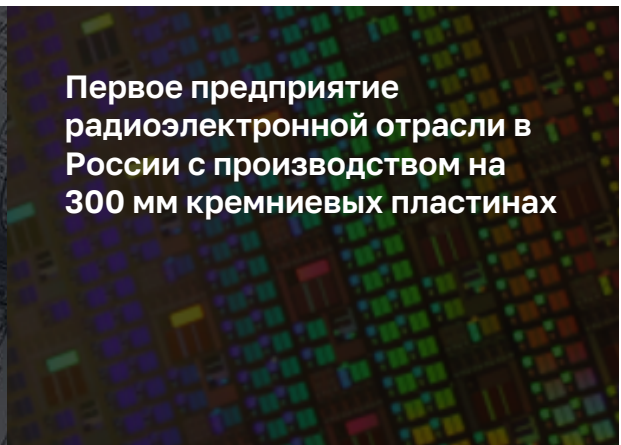 Первое предприятие
радиоэлектронной отрасли в
России с производством на
300 мм кремниевых пластинах